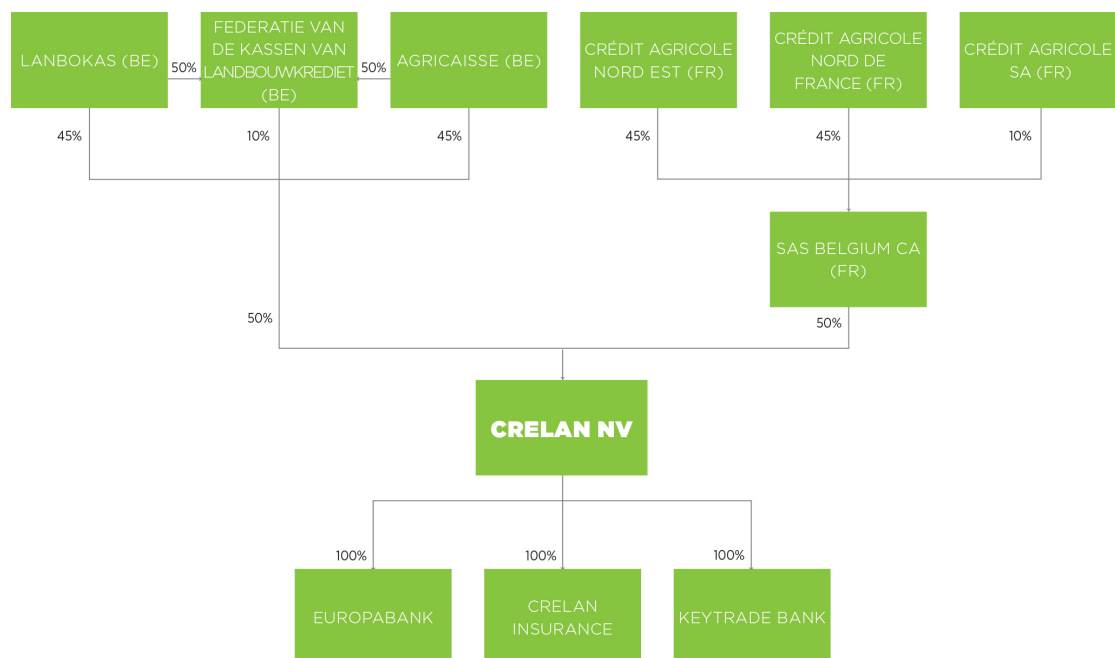 LANBOKAS (BE)
50%
FEDERATIE VAN
DE KASSEN VAN
LANDBOUWKREDIET
(BE)
50%
AGRICAISSE (BE)
CRÉDIT AGRICOLE
NORD EST (FR)
CRÉDIT AGRICOLE
NORD DE
FRANCE (FR)
CRÉDIT AGRICOLE
SA (FR)
45%
10%
45%
45%
45%
10%
SAS BELGIUM CA
(FR)
50%
50%
CRELAN NV
100%
100%
100%
EUROPABANK
CRELAN
INSURANCE
KEYTRADE BANK